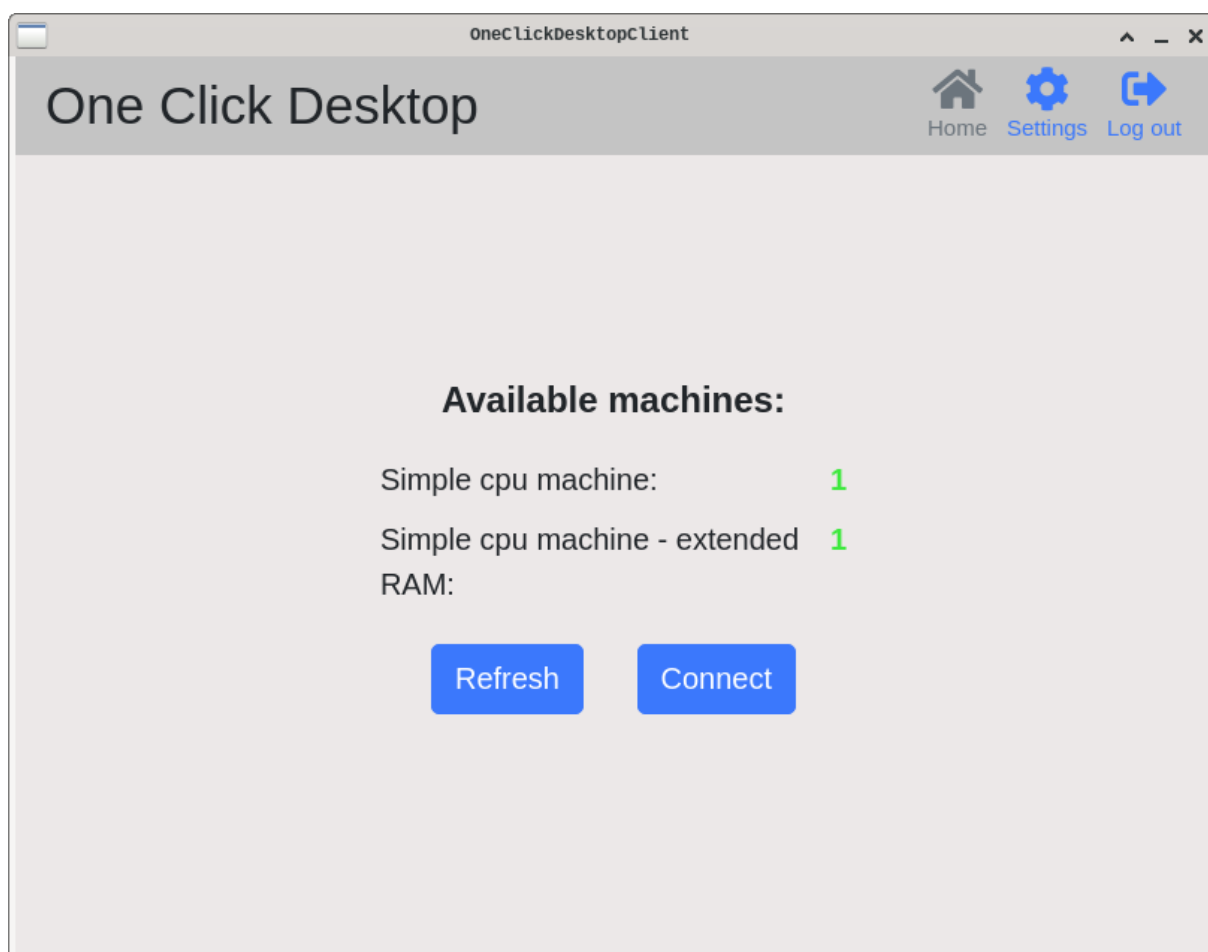 OneClickDesktopClient
One Click Desktop
Home Settings Log out
Available machines:
Simple cpu machine: 1
Simple cpu machine - extended 1
RAM:
Refresh Connect